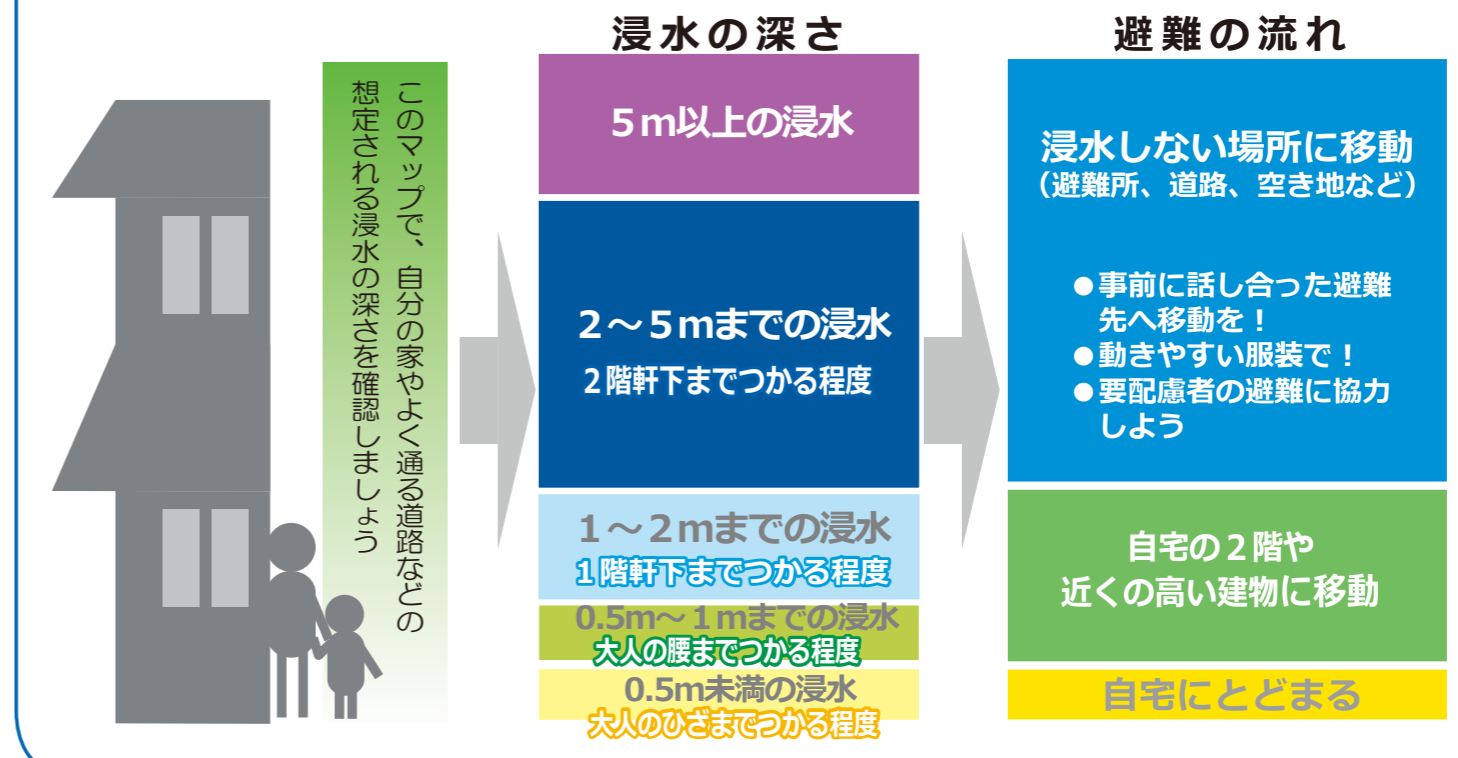 浸水の深さ
避難の流れ
このマップで、自分の家やよく通る道路などの
想定される浸水の深さを確認しましょう
５ｍ以上の浸水
２～５ｍまでの浸水
２階軒下までつかる程度
１～２ｍまでの浸水
１階軒下までつかる程度
0.5m～１ｍまでの浸水
大人の腰までつかる程度
0.5m未満の浸水
大人のひざまでつかる程度
浸水しない場所に移動
（避難所、道路、空き地など）
●事前に話し合った避難
先へ移動を！
●動きやすい服装で！
●要配慮者の避難に協力
しよう
自宅の２階や
近くの高い建物に移動
自宅にとどまる